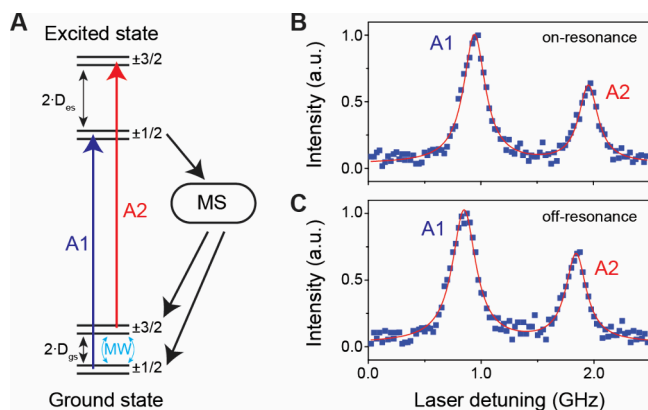 A
Excited state
±3/2
2·D_es
±1/2
MS
A2
A1
±3/2
2·D_gs
MW
±1/2
Ground state
B
on-resonance
A1
A2
Intensity (a.u.)
1.0
0.5
0.0
C
off-resonance
A1
A2
Intensity (a.u.)
1.0
0.5
0.0
0.0 1.0 2.0
Laser detuning (GHz)